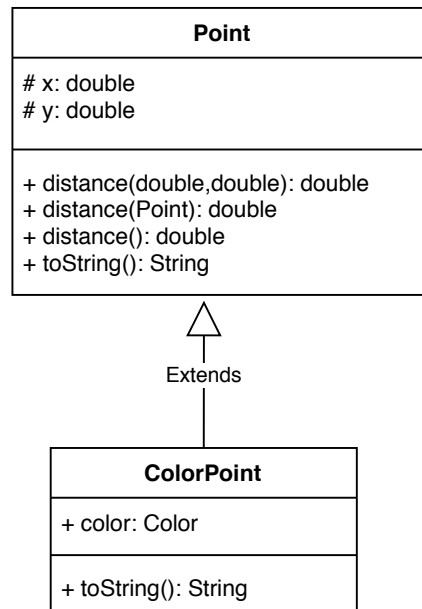 Point
# x: double
# y: double
+ distance(double,double): double
+ distance(Point): double
+ distance(): double
+ toString(): String
Extends
ColorPoint
+ color: Color
+ toString(): String